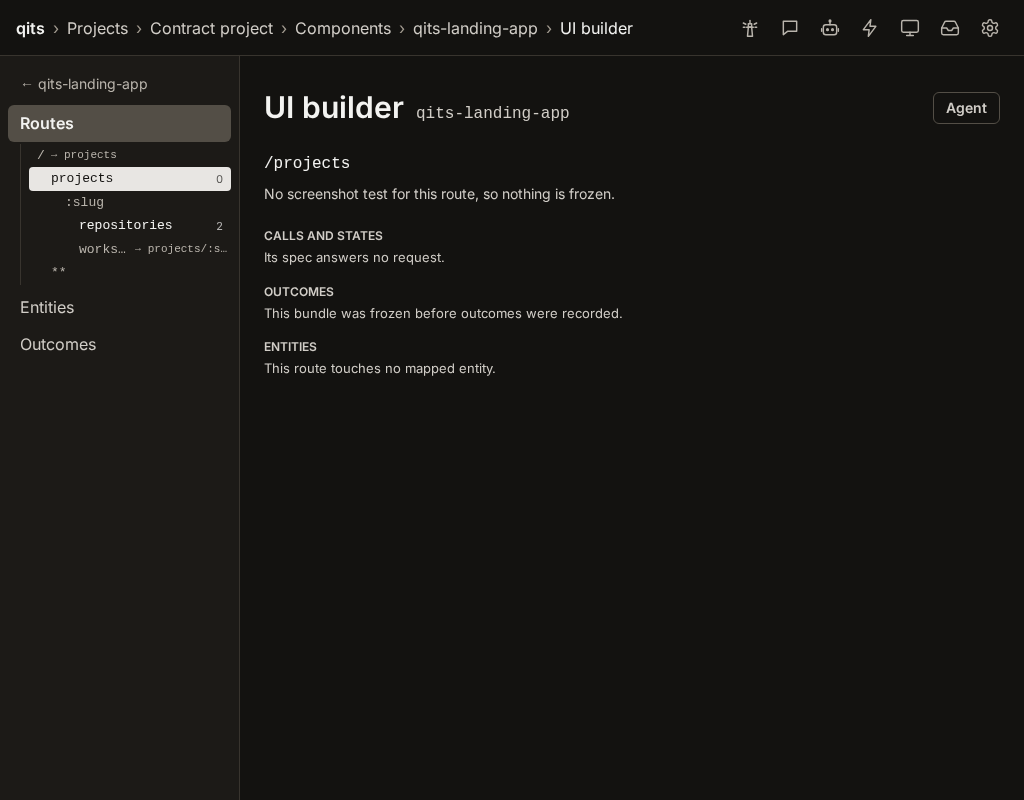 qits › Projects › Contract project › Components › qits-landing-app › UI builder
← qits-landing-app
Routes
/ → projects
projects 0
:slug
repositories 2
works… → projects/:s…
**
Entities
Outcomes
UI builder qits-landing-app
Agent
/projects
No screenshot test for this route, so nothing is frozen.
CALLS AND STATES
Its spec answers no request.
OUTCOMES
This bundle was frozen before outcomes were recorded.
ENTITIES
This route touches no mapped entity.